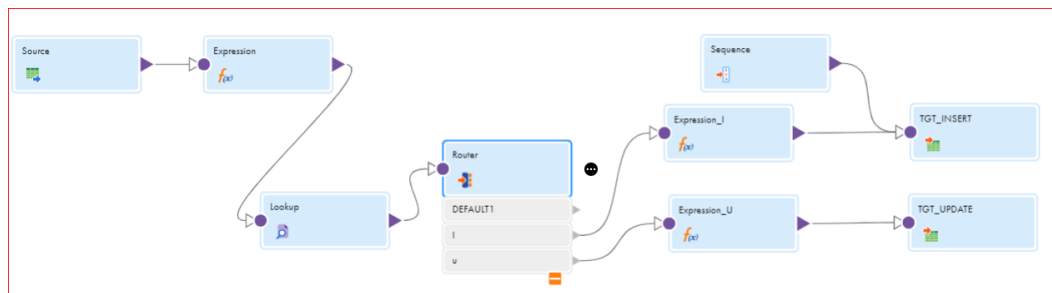 Source
Expression
f(x)
Sequence
Expression_I
f(x)
TGT_INSERT
Router
DEFAULT1
I
u
Lookup
Expression_U
f(x)
TGT_UPDATE